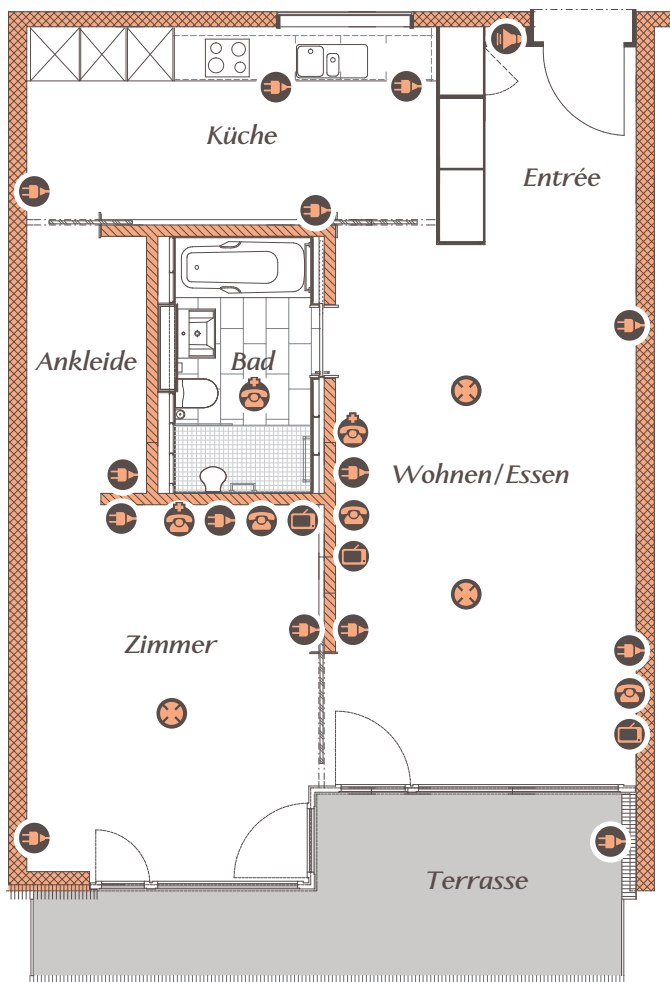 Küche
Entrée
Ankleide
Bad
Wohnen/Essen
Zimmer
Terrasse